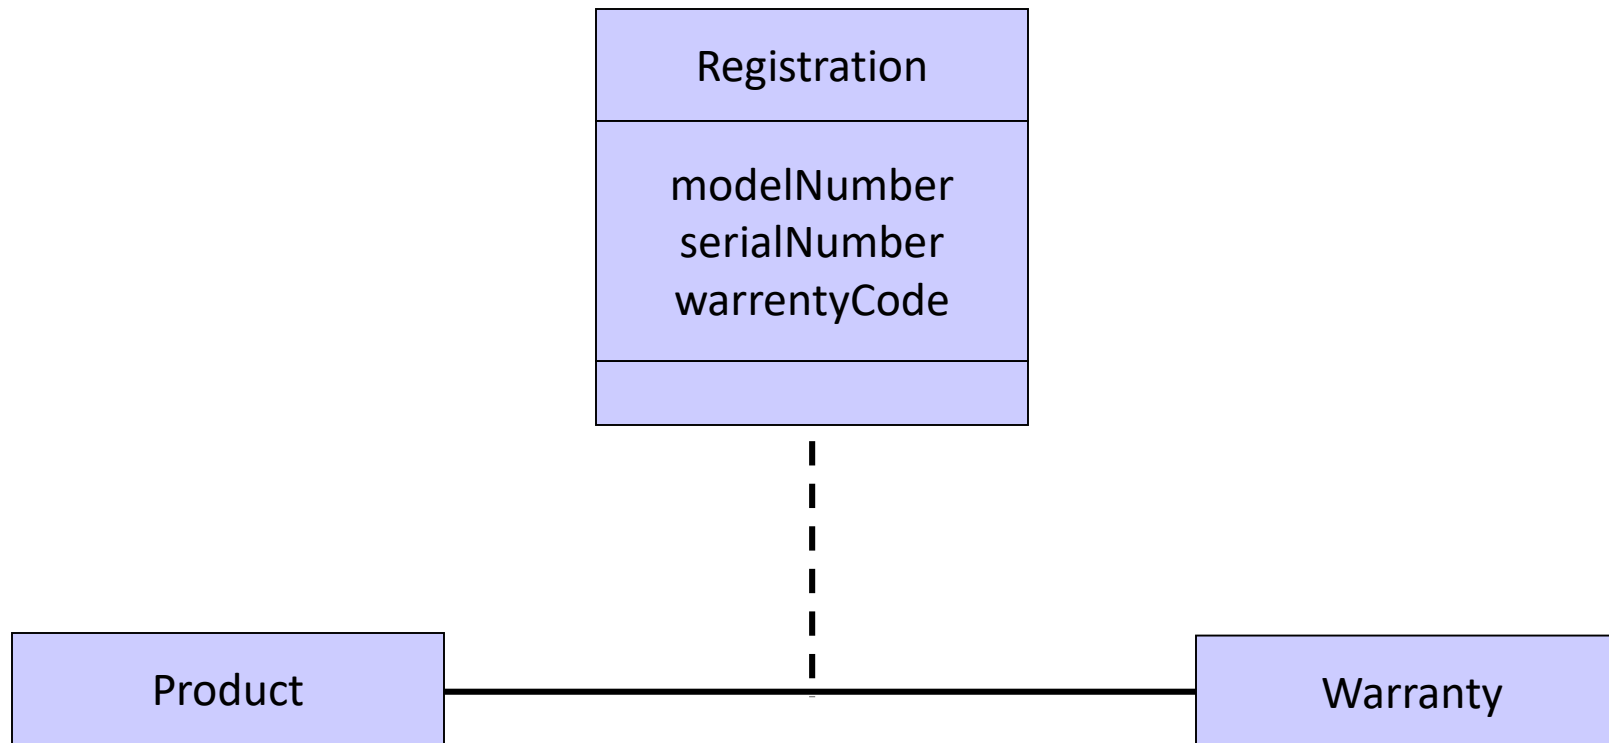 Registration
modelNumber
serialNumber
warrentyCode
Product
Warranty